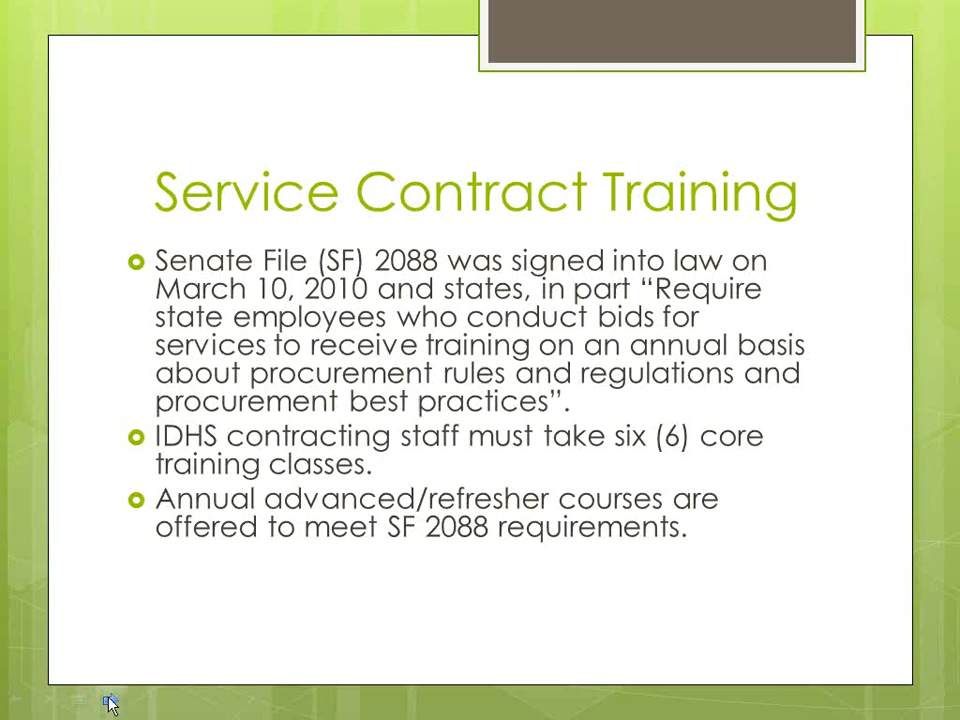 Service Contract Training
Senate File (SF) 2088 was signed into law on
March 10, 2010 and states, in part “Require
state employees who conduct bids for
services to receive training on an annual basis
about procurement rules and regulations and
procurement best practices”.
IDHS contracting staff must take six (6) core
training classes.
Annual advanced/refresher courses are
offered to meet SF 2088 requirements.